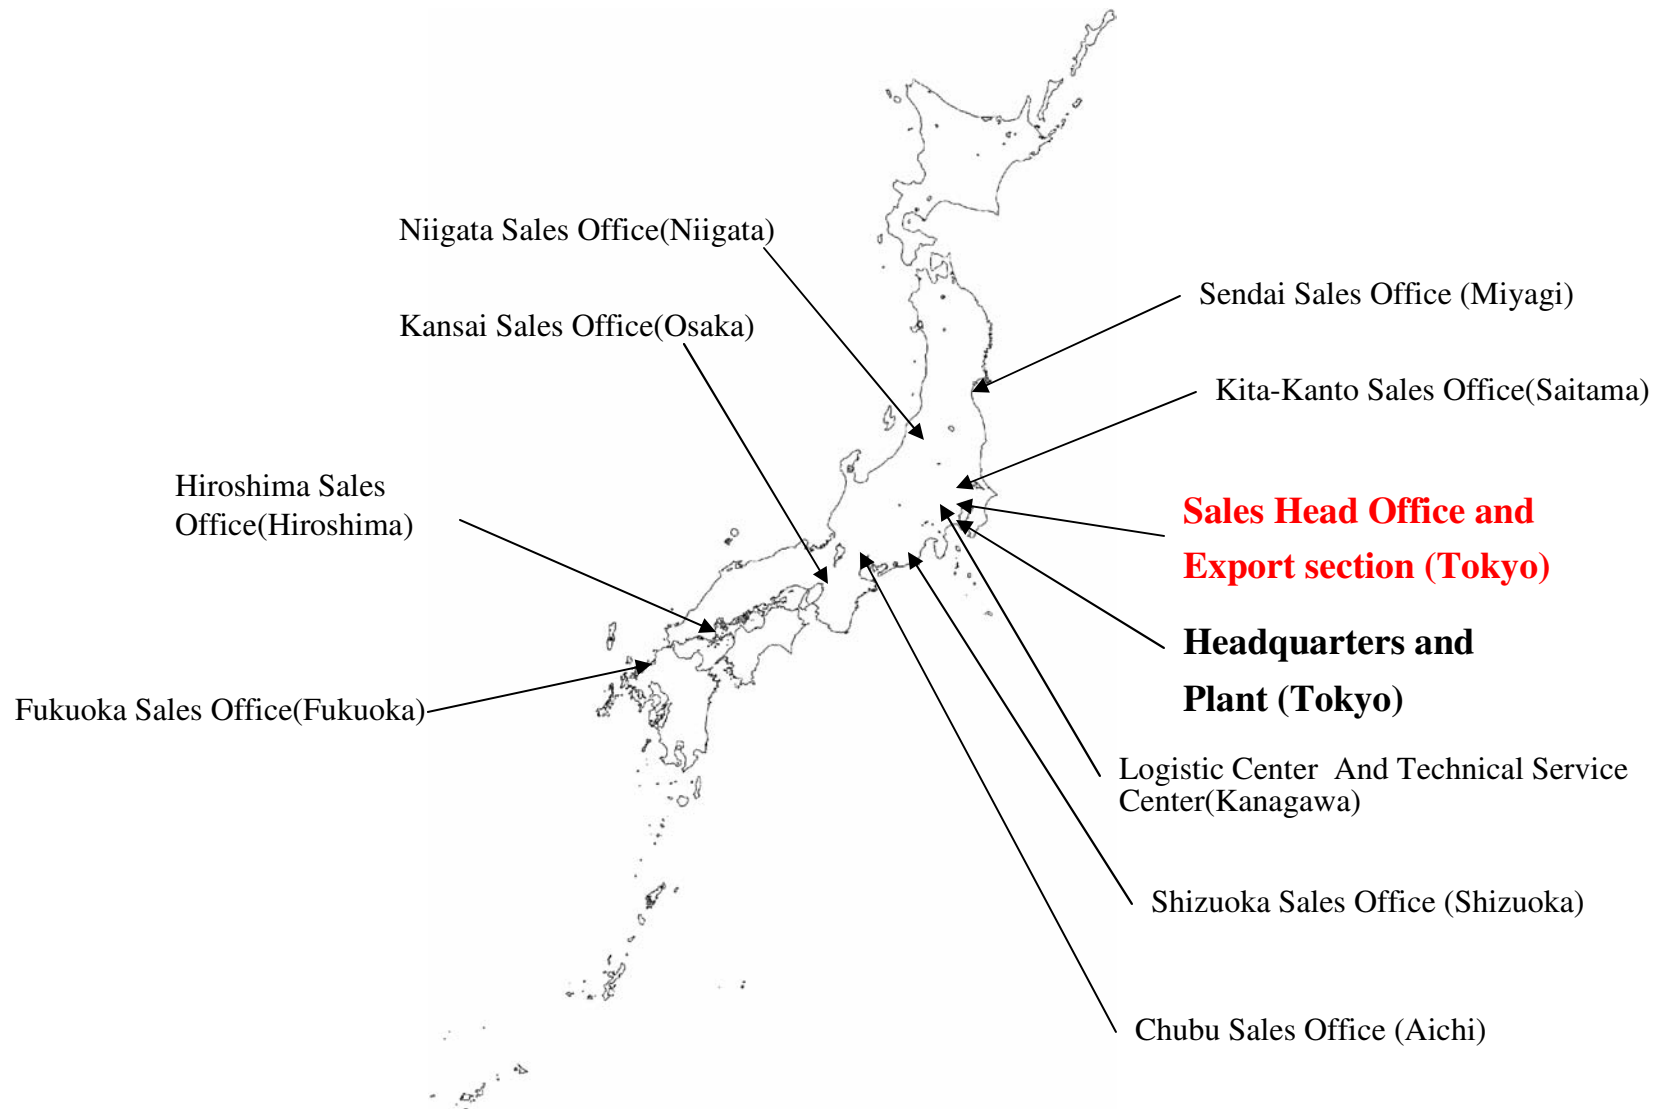 Niigata Sales Office(Niigata)
Sendai Sales Office (Miyagi)
Kansai Sales Office(Osaka)
Kita-Kanto Sales Office(Saitama)
Hiroshima Sales
Office(Hiroshima)
Sales Head Office and
Export section (Tokyo)
Headquarters and
Plant (Tokyo)
Fukuoka Sales Office(Fukuoka)
Logistic Center  And Technical Service
Center(Kanagawa)
Shizuoka Sales Office (Shizuoka)
Chubu Sales Office (Aichi)